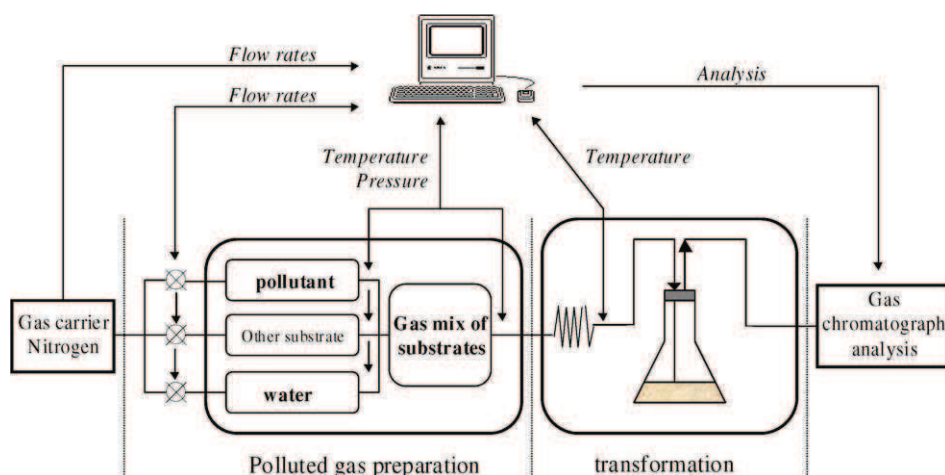 Flow rates
Analysis
Flow rates
Temperature
Pressure
Temperature
pollutant
Gas carrier
Nitrogen
Other substrate
Gas mix of
substrates
water
Gas
chromatograph
analysis
Polluted gas preparation
transformation